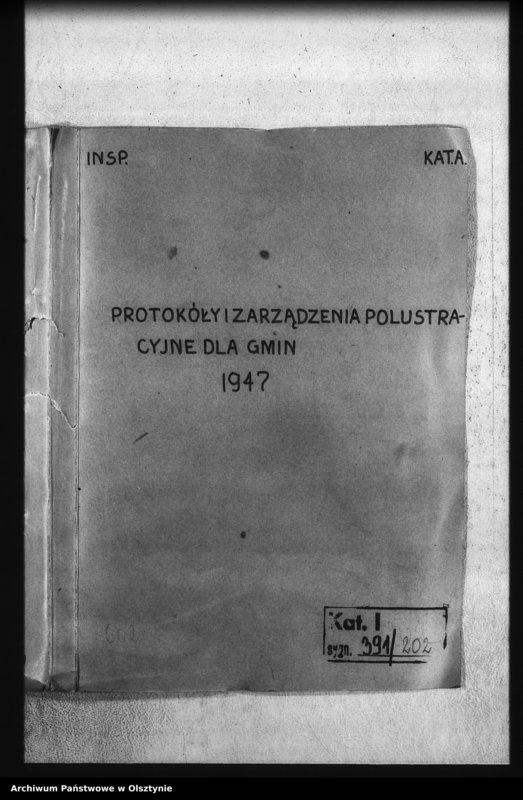 INSP.
KAT.A.
PROTOKÓŁY I ZARZĄDZENIA POLUSTRA-
CYJNE DLA GMIN
1947
Kat. I
sygn. 391/202
Archiwum Państwowe w Olsztynie